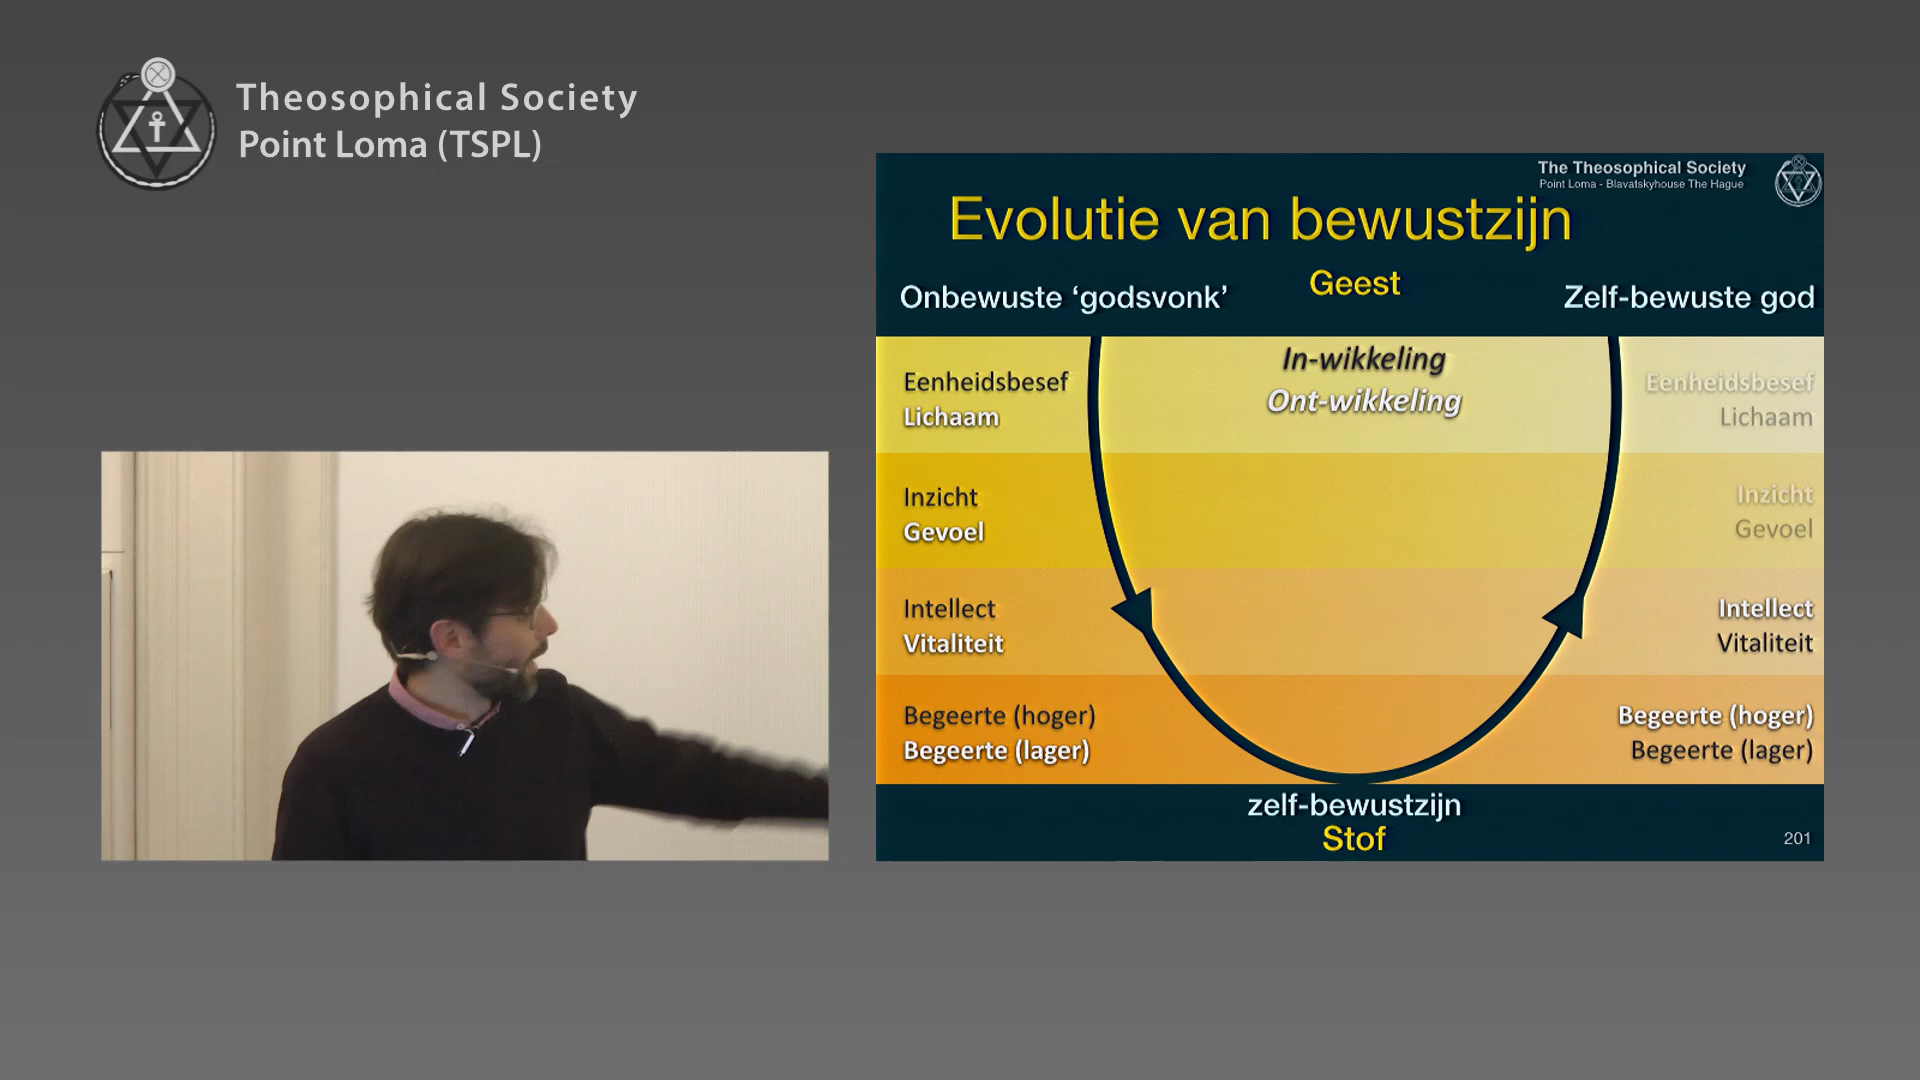 Theosophical Society
Point Loma (TSPL)
The Theosophical Society
Point Loma - Blavatskyhouse The Hague
Evolutie van bewustzijn
Onbewuste ‘godsvonk’
Geest
Zelf-bewuste god
In-wikkeling
Ont-wikkeling
Eenheidsbesef
Lichaam
Eenheidsbesef
Lichaam
Inzicht
Gevoel
Inzicht
Gevoel
Intellect
Vitaliteit
Intellect
Vitaliteit
Begeerte (hoger)
Begeerte (lager)
Begeerte (hoger)
Begeerte (lager)
zelf-bewustzijn
Stof
201